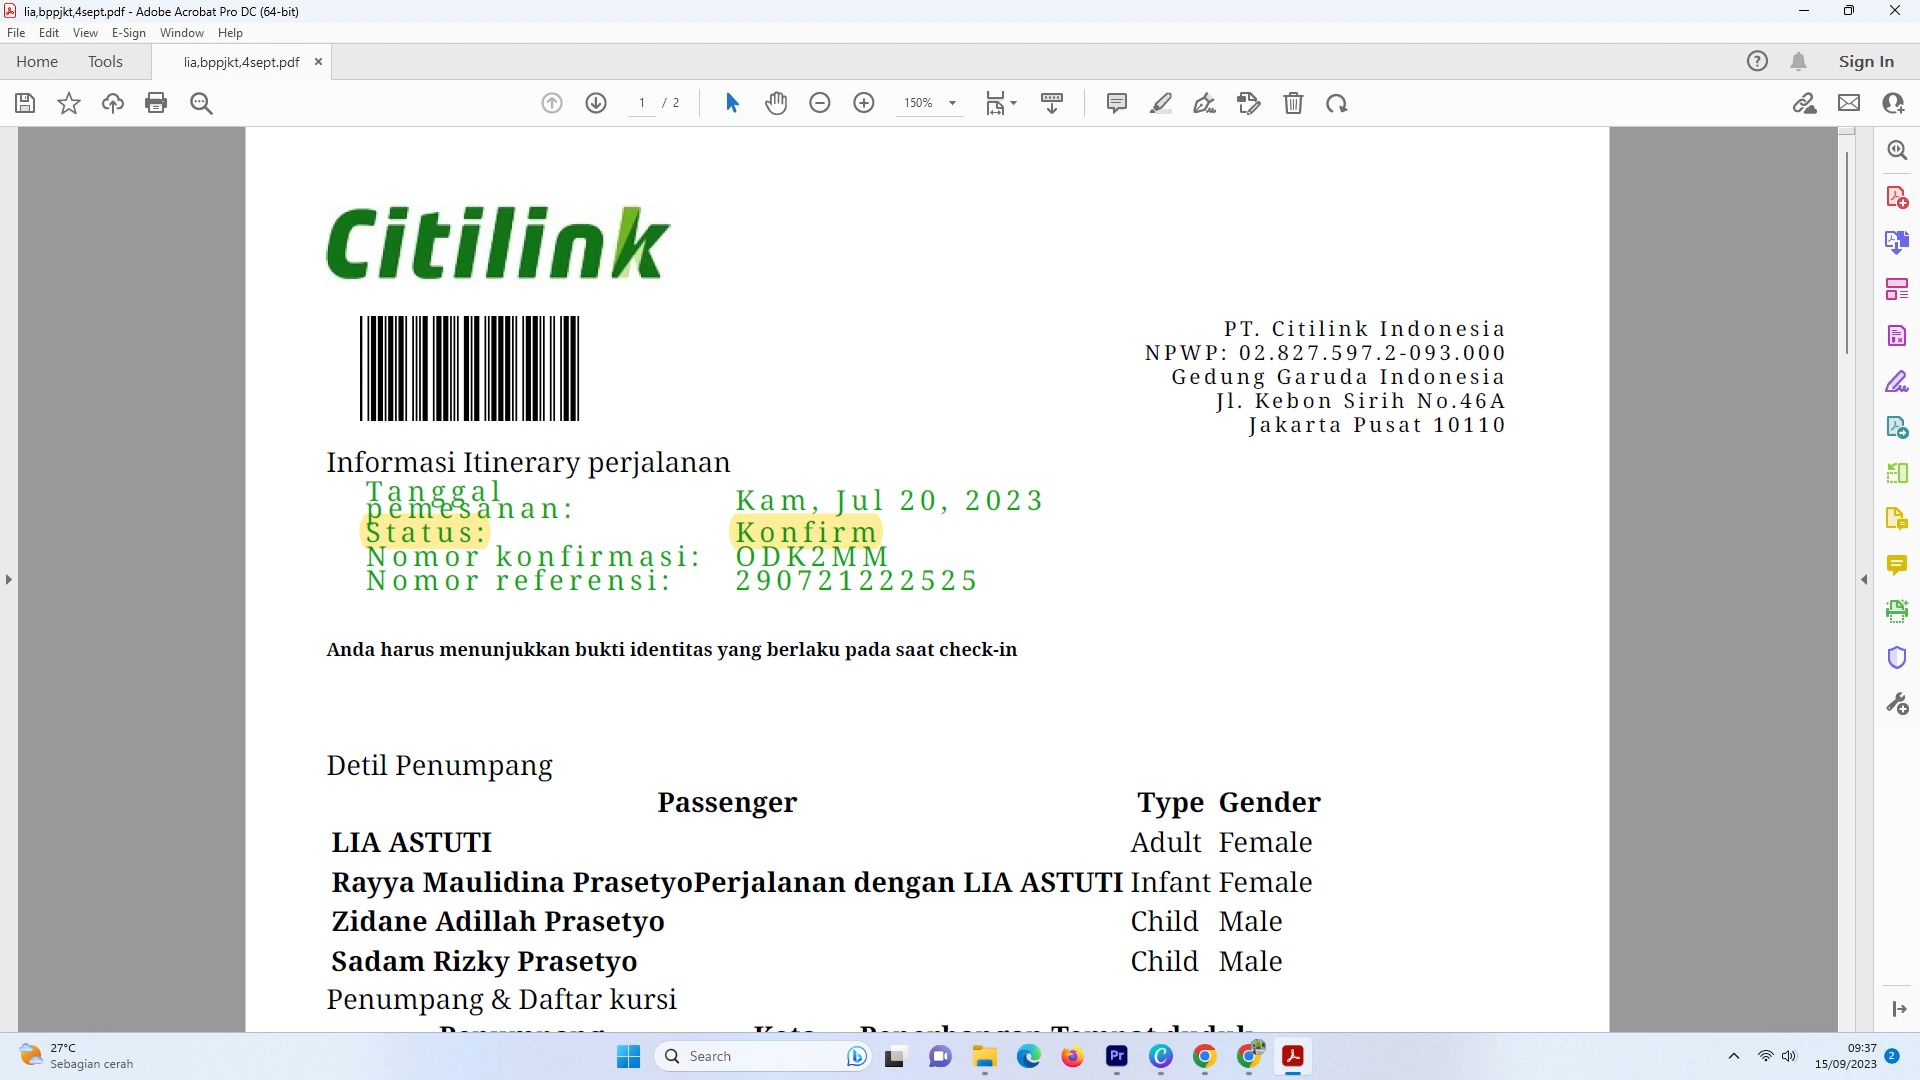 lia,bppjkt,4sept.pdf - Adobe Acrobat Pro DC (64-bit)
File Edit View E-Sign Window Help
Home Tools lia,bppjkt,4sept.pdf × Sign In
1 / 2 150%
Citilink
PT. Citilink Indonesia
NPWP: 02.827.597.2-093.000
Gedung Garuda Indonesia
Jl. Kebon Sirih No.46A
Jakarta Pusat 10110
Informasi Itinerary perjalanan
Tanggal
pemesanan: Kam, Jul 20, 2023
Status: Konfirm
Nomor konfirmasi: ODK2MM
Nomor referensi: 290721222525
Anda harus menunjukkan bukti identitas yang berlaku pada saat check-in
Detil Penumpang
Passenger Type Gender
LIA ASTUTI Adult Female
Rayya Maulidina PrasetyoPerjalanan dengan LIA ASTUTI Infant Female
Zidane Adillah Prasetyo Child Male
Sadam Rizky Prasetyo Child Male
Penumpang & Daftar kursi
27°C
Sebagian cerah
Search
Pr
09:37
15/09/2023 2